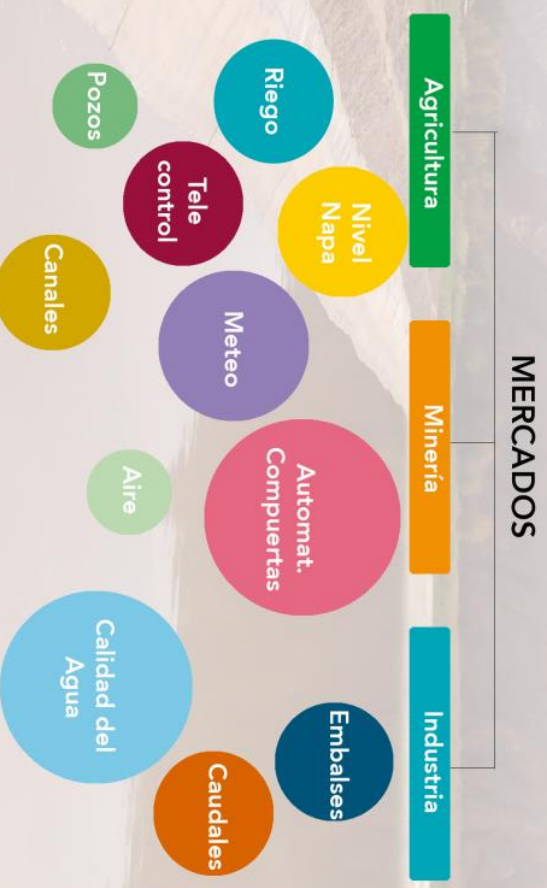 MERCADOS
Agricultura
Minería
Industria
Riego
Nivel
Napa
Pozos
Tele
control
Canales
Meteo
Automat.
Compuertas
Aire
Calidad del
Agua
Embalses
Caudales